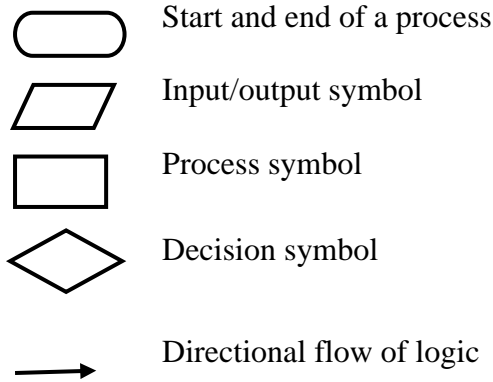 Start and end of a process
Input/output symbol
Process symbol
Decision symbol
Directional flow of logic